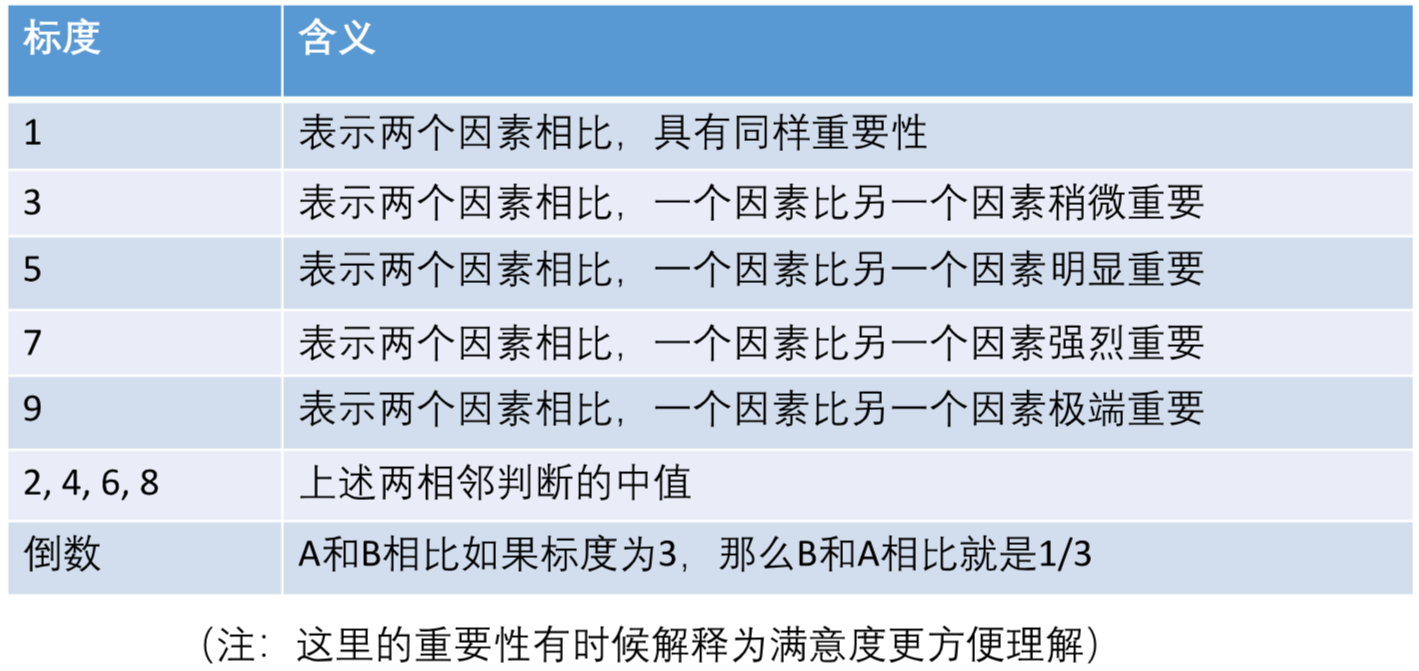 标度 含义
1 表示两个因素相比，具有同样重要性
3 表示两个因素相比，一个因素比另一个因素稍微重要
5 表示两个因素相比，一个因素比另一个因素明显重要
7 表示两个因素相比，一个因素比另一个因素强烈重要
9 表示两个因素相比，一个因素比另一个因素极端重要
2, 4, 6, 8 上述两相邻判断的中值
倒数 A和B相比如果标度为3，那么B和A相比就是1/3
（注：这里的重要性有时候解释为满意度更方便理解）